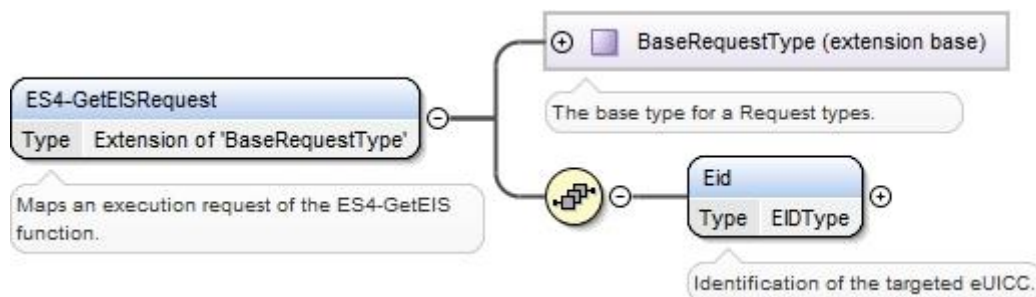 BaseRequestType (extension base)
ES4-GetEISRequest
Type Extension of 'BaseRequestType'
The base type for a Request types.
Maps an execution request of the ES4-GetEIS
function.
Eid
Type EIDType
Identification of the targeted eUICC.